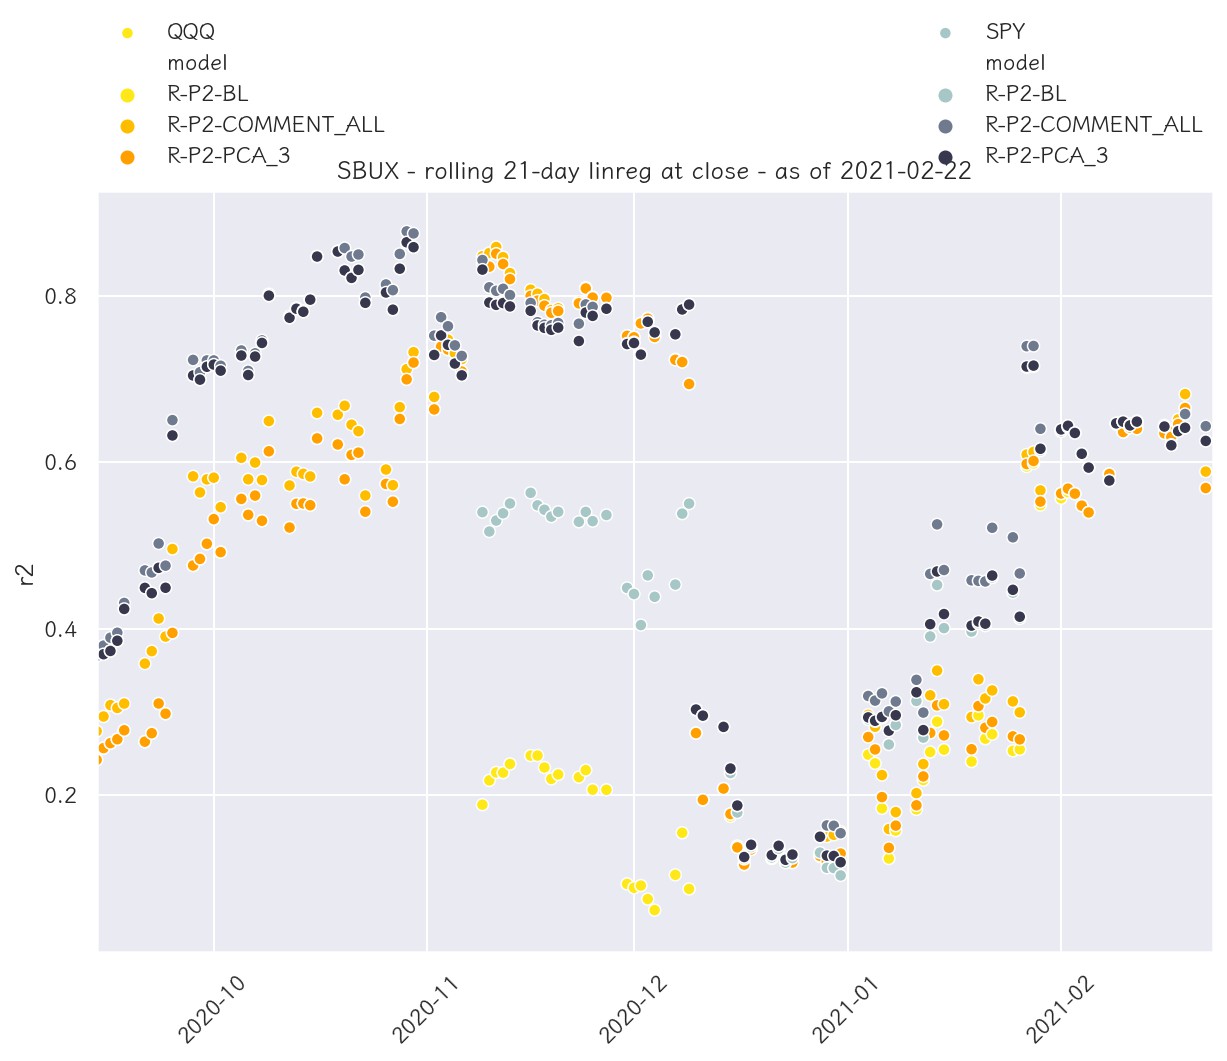 QQQ
model
R-P2-BL
R-P2-COMMENT_ALL
R-P2-PCA_3
SPY
model
R-P2-BL
R-P2-COMMENT_ALL
R-P2-PCA_3
SBUX - rolling 21-day linreg at close - as of 2021-02-22
r2
0.8
0.6
0.4
0.2
2020-10
2020-11
2020-12
2021-01
2021-02